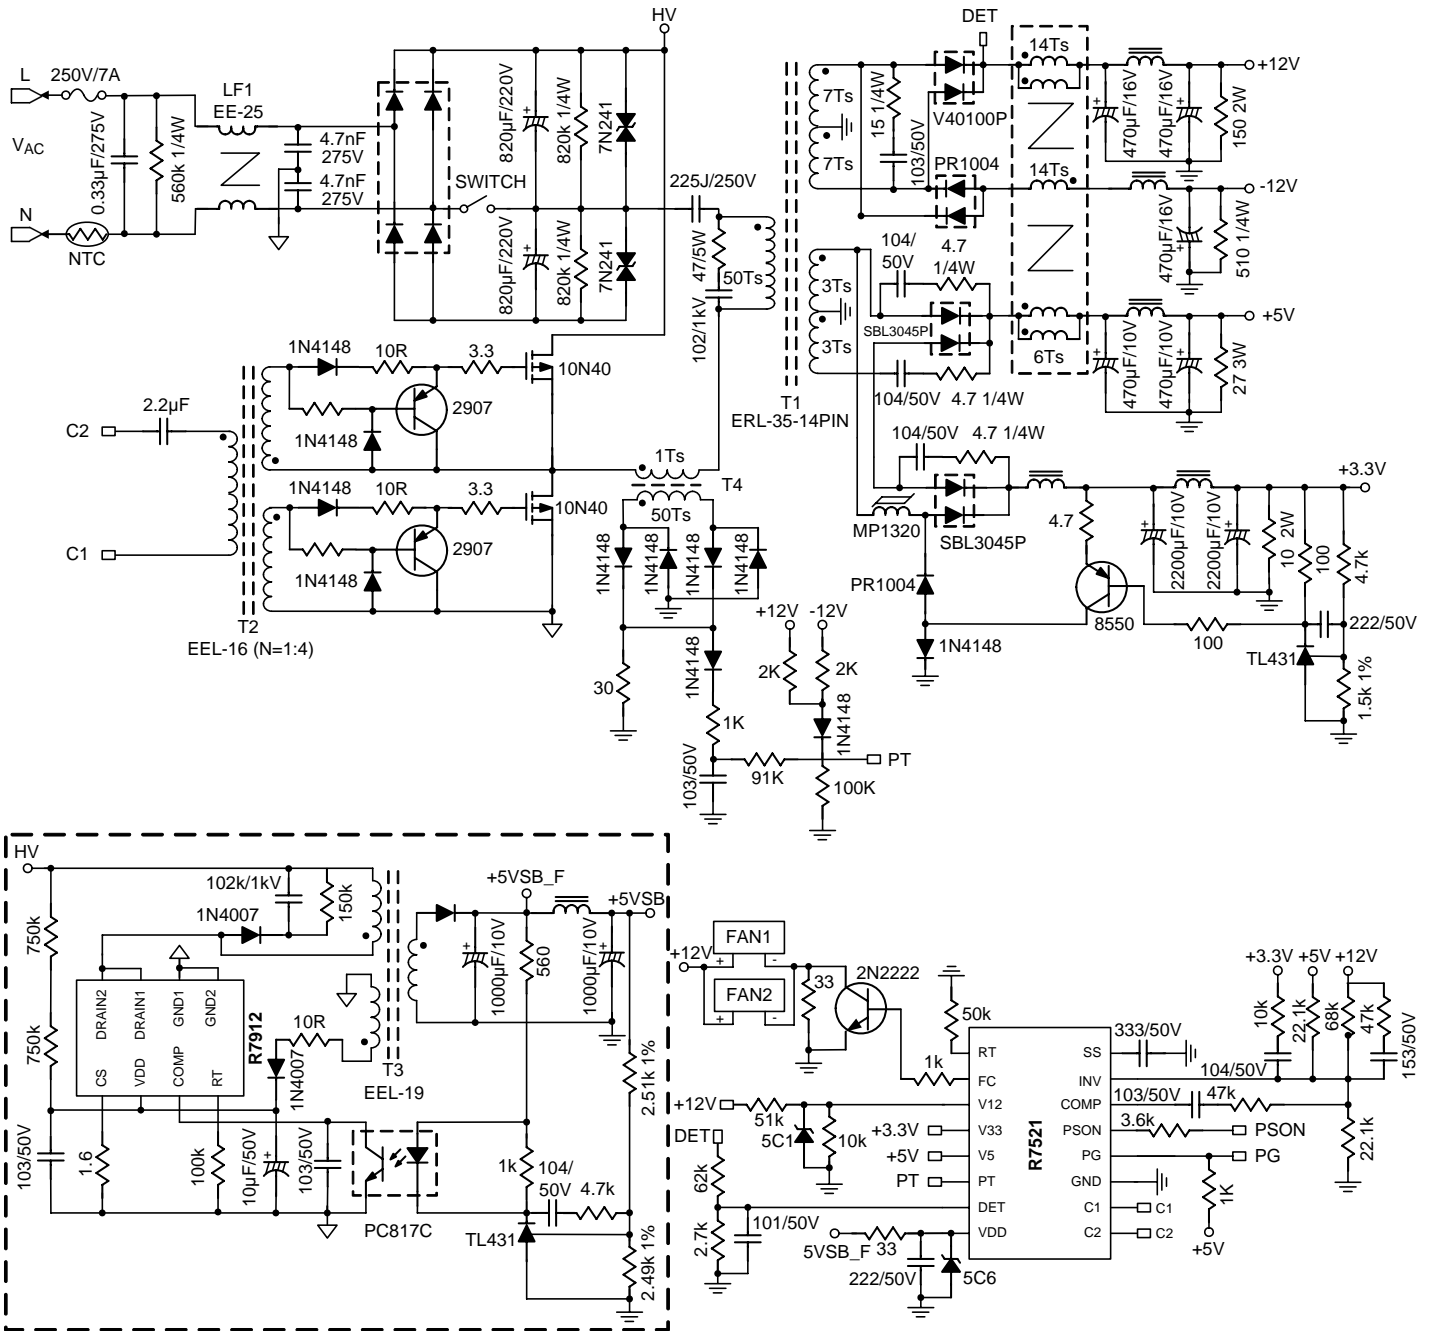 HV
DET
L
250V/7A
LF1
EE-25
VAC
N
NTC
0.33µF/275V
560k 1/4W
4.7nF
275V
4.7nF
275V
SWITCH
820µF/220V
820k 1/4W
7N241
820µF/220V
820k 1/4W
7N241
225J/250V
47/5W
50Ts
102/1kV
7Ts
7Ts
15 1/4W
103/50V
V40100P
PR1004
14Ts
14Ts
470µF/16V
470µF/16V
150 2W
+12V
-12V
470µF/16V
510 1/4W
3Ts
3Ts
104/
50V
4.7
1/4W
SBL3045P
104/50V
4.7 1/4W
6Ts
470µF/10V
470µF/10V
27 3W
+5V
T1
ERL-35-14PIN
1N4148
10R
3.3
10N40
2907
1N4148
C2
2.2µF
C1
1N4148
10R
3.3
10N40
2907
1N4148
T2
EEL-16 (N=1:4)
1Ts
T4
50Ts
1N4148
1N4148
1N4148
1N4148
30
1N4148
1K
103/50V
91K
+12V
-12V
2K
2K
1N4148
100K
PT
104/50V
4.7 1/4W
MP1320
SBL3045P
PR1004
1N4148
4.7
8550
100
2200µF/10V
2200µF/10V
10 2W
100
4.7k
+3.3V
222/50V
TL431
1.5k 1%
HV
750k
750k
102k/1kV
150k
1N4007
DRAIN2
DRAIN1
GND1
GND2
CS
VDD
COMP
RT
R7912
10R
1N4007
T3
EEL-19
103/50V
1.6
100k
10µF/50V
103/50V
PC817C
+5VSB_F
+5VSB
1000µF/10V
560
1000µF/10V
2.51k 1%
1k
104/
50V
4.7k
TL431
2.49k 1%
+12V
FAN1
FAN2
33
2N2222
1k
50k
+12V
51k
5C1
10k
+3.3V
+5V
PT
DET
62k
2.7k
101/50V
5VSB_F
33
222/50V
5C6
RT
FC
V12
V33
V5
PT
DET
VDD
R7521
SS
INV
COMP
PSON
PG
GND
C1
C2
333/50V
103/50V
47k
3.6k
PSON
PG
C1
C2
1K
+5V
+3.3V
+5V
+12V
10k
22.1k
68k
47k
104/50V
153/50V
22.1k